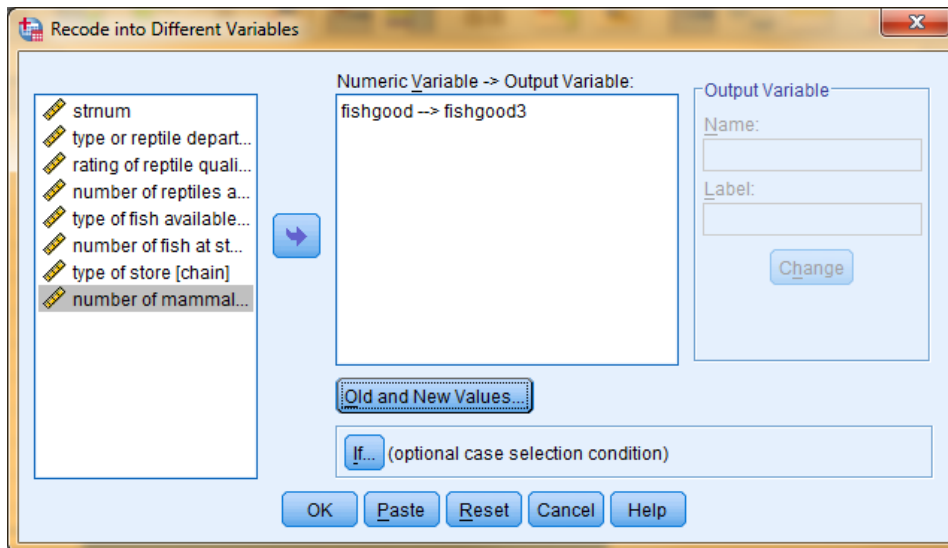 Recode into Different Variables
x
strnum
type or reptile depart...
rating of reptile quali...
number of reptiles a...
type of fish available...
number of fish at st...
type of store [chain]
number of mammal...
Numeric Variable -> Output Variable:
fishgood --> fishgood3
Output Variable
Name:
Label:
Change
Old and New Values...
If... (optional case selection condition)
OK Paste Reset Cancel Help